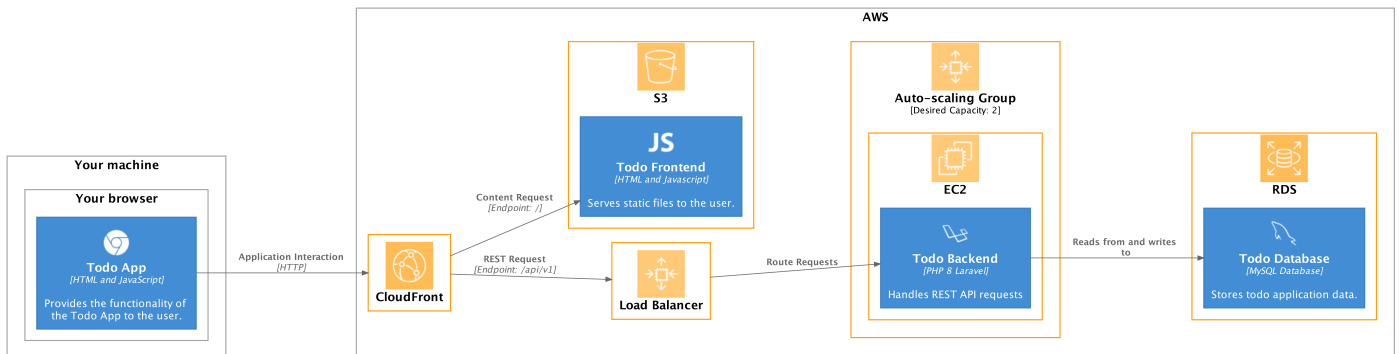 AWS
S3
JS
Todo Frontend
[HTML and Javascript]
Serves static files to the user.
Auto-scaling Group
[Desired Capacity: 2]
EC2
Todo Backend
[PHP 8 Laravel]
Handles REST API requests
RDS
Todo Database
[MySQL Database]
Stores todo application data.
Your machine
Your browser
Todo App
[HTML and JavaScript]
Provides the functionality of
the Todo App to the user.
Application Interaction
[HTTP]
CloudFront
Content Request
[Endpoint: /]
REST Request
[Endpoint: /api/v1]
Load Balancer
Route Requests
Reads from and writes
to